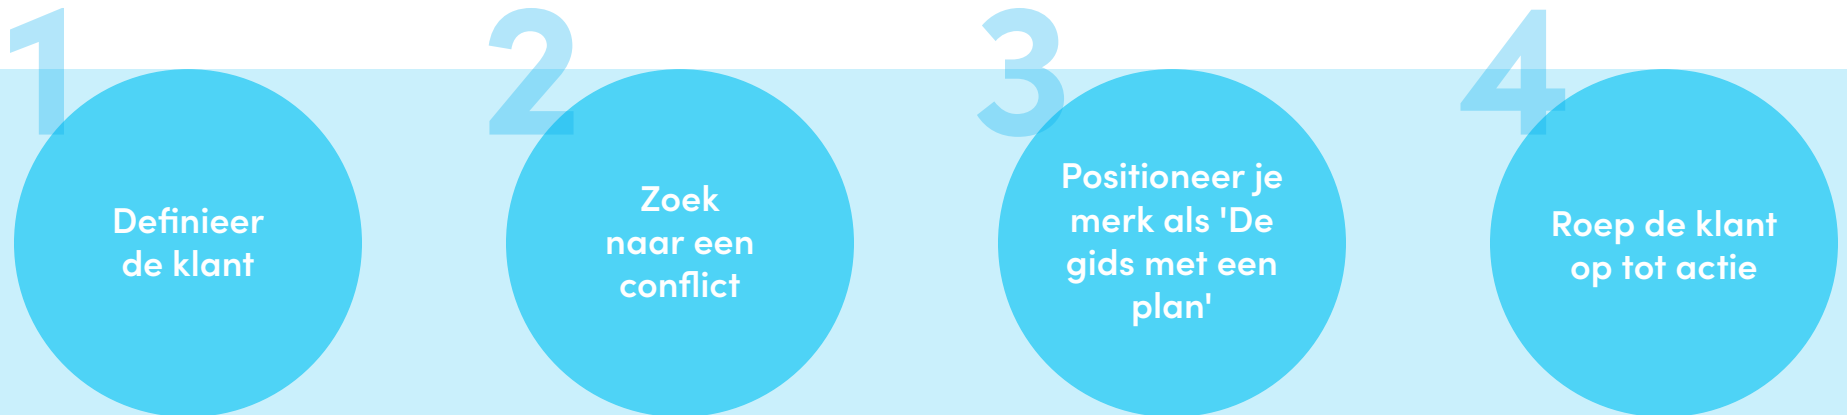 1
Definieer
de klant
2
Zoek
naar een
conflict
3
Positioneer je
merk als 'De
gids met een
plan'
4
Roep de klant
op tot actie